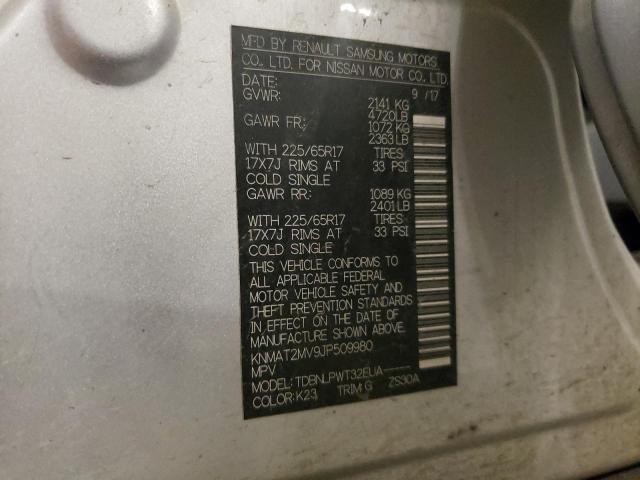 MFD BY RENAULT SAMSUNG MOTORS
CO., LTD. FOR NISSAN MOTOR CO., LTD
DATE: 9 /17
GVWR: 2141 KG
4720LB
GAWR FR: 1072 KG
2363LB
WITH 225/65R17 TIRES
17X7J RIMS AT 33 PSI
COLD SINGLE
GAWR RR: 1089 KG
2401LB
WITH 225/65R17 TIRES
17X7J RIMS AT 33 PSI
COLD SINGLE
THIS VEHICLE CONFORMS TO
ALL APPLICABLE FEDERAL
MOTOR VEHICLE SAFETY AND
THEFT PREVENTION STANDARDS
IN EFFECT ON THE DATE OF
MANUFACTURE SHOWN ABOVE.
KNMAT2MV9JP509980
MPV
MODEL: TDBNLPWT32EUA-----
COLOR:K23 TRIM:G ZS30A